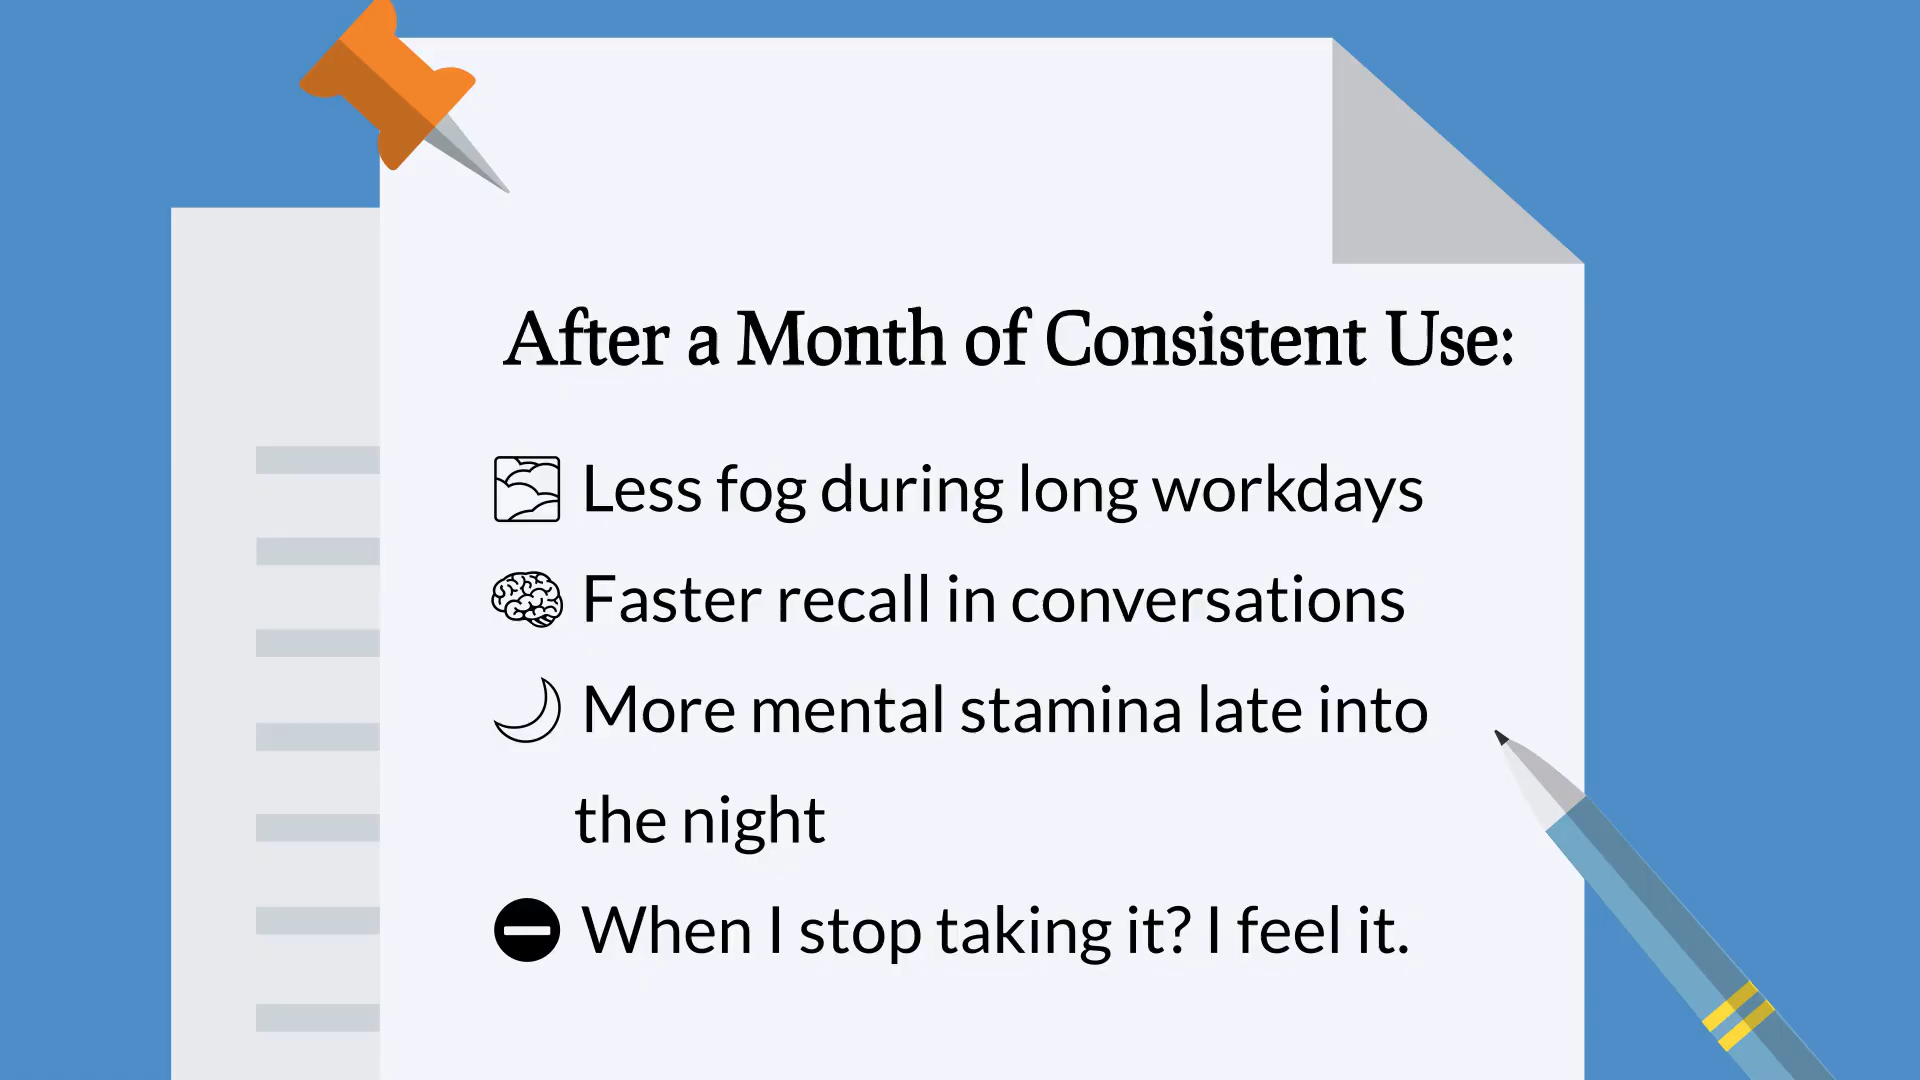 After a Month of Consistent Use:
Less fog during long workdays
Faster recall in conversations
More mental stamina late into
the night
When I stop taking it? I feel it.